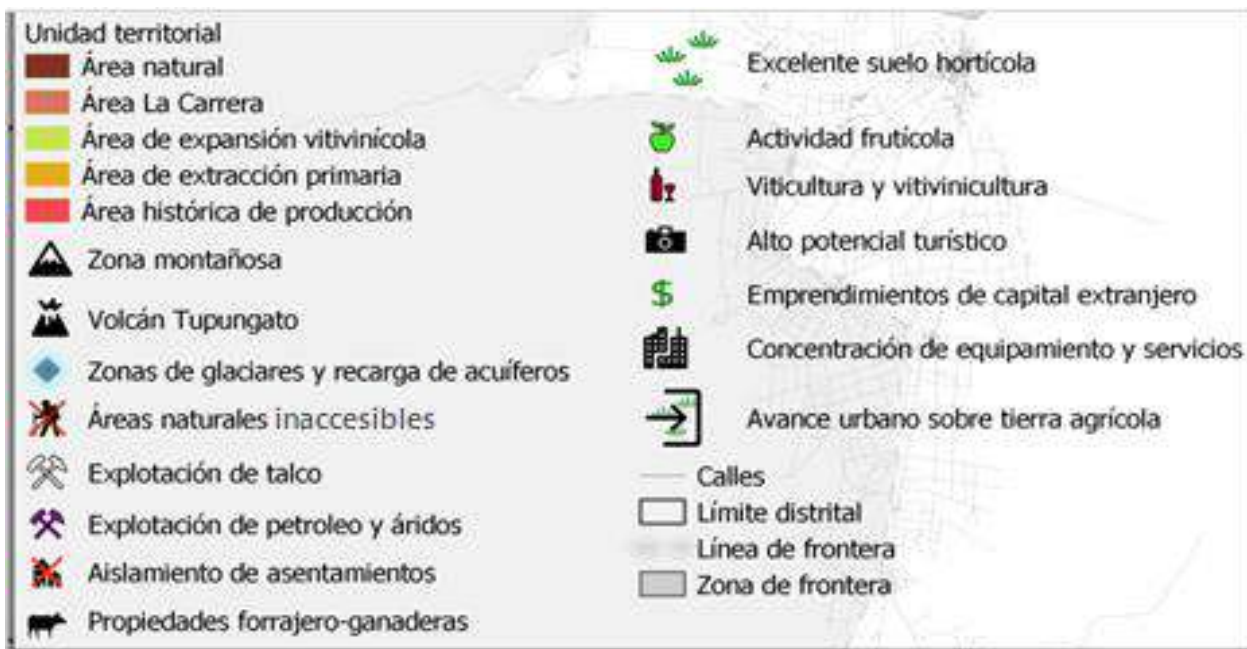 Unidad territorial
Área natural
Área La Carrera
Área de expansión vitivinícola
Área de extracción primaria
Área histórica de producción
Zona montañosa
Volcán Tupungato
Zonas de glaciares y recarga de acuíferos
Áreas naturales inaccesibles
Explotación de talco
Explotación de petroleo y áridos
Aislamiento de asentamientos
Propiedades forrajero-ganaderas
Excelente suelo hortícola
Actividad frutícola
Viticultura y vitivinicultura
Alto potencial turístico
$ Emprendimientos de capital extranjero
Concentración de equipamiento y servicios
Avance urbano sobre tierra agrícola
Calles
Límite distrital
Línea de frontera
Zona de frontera